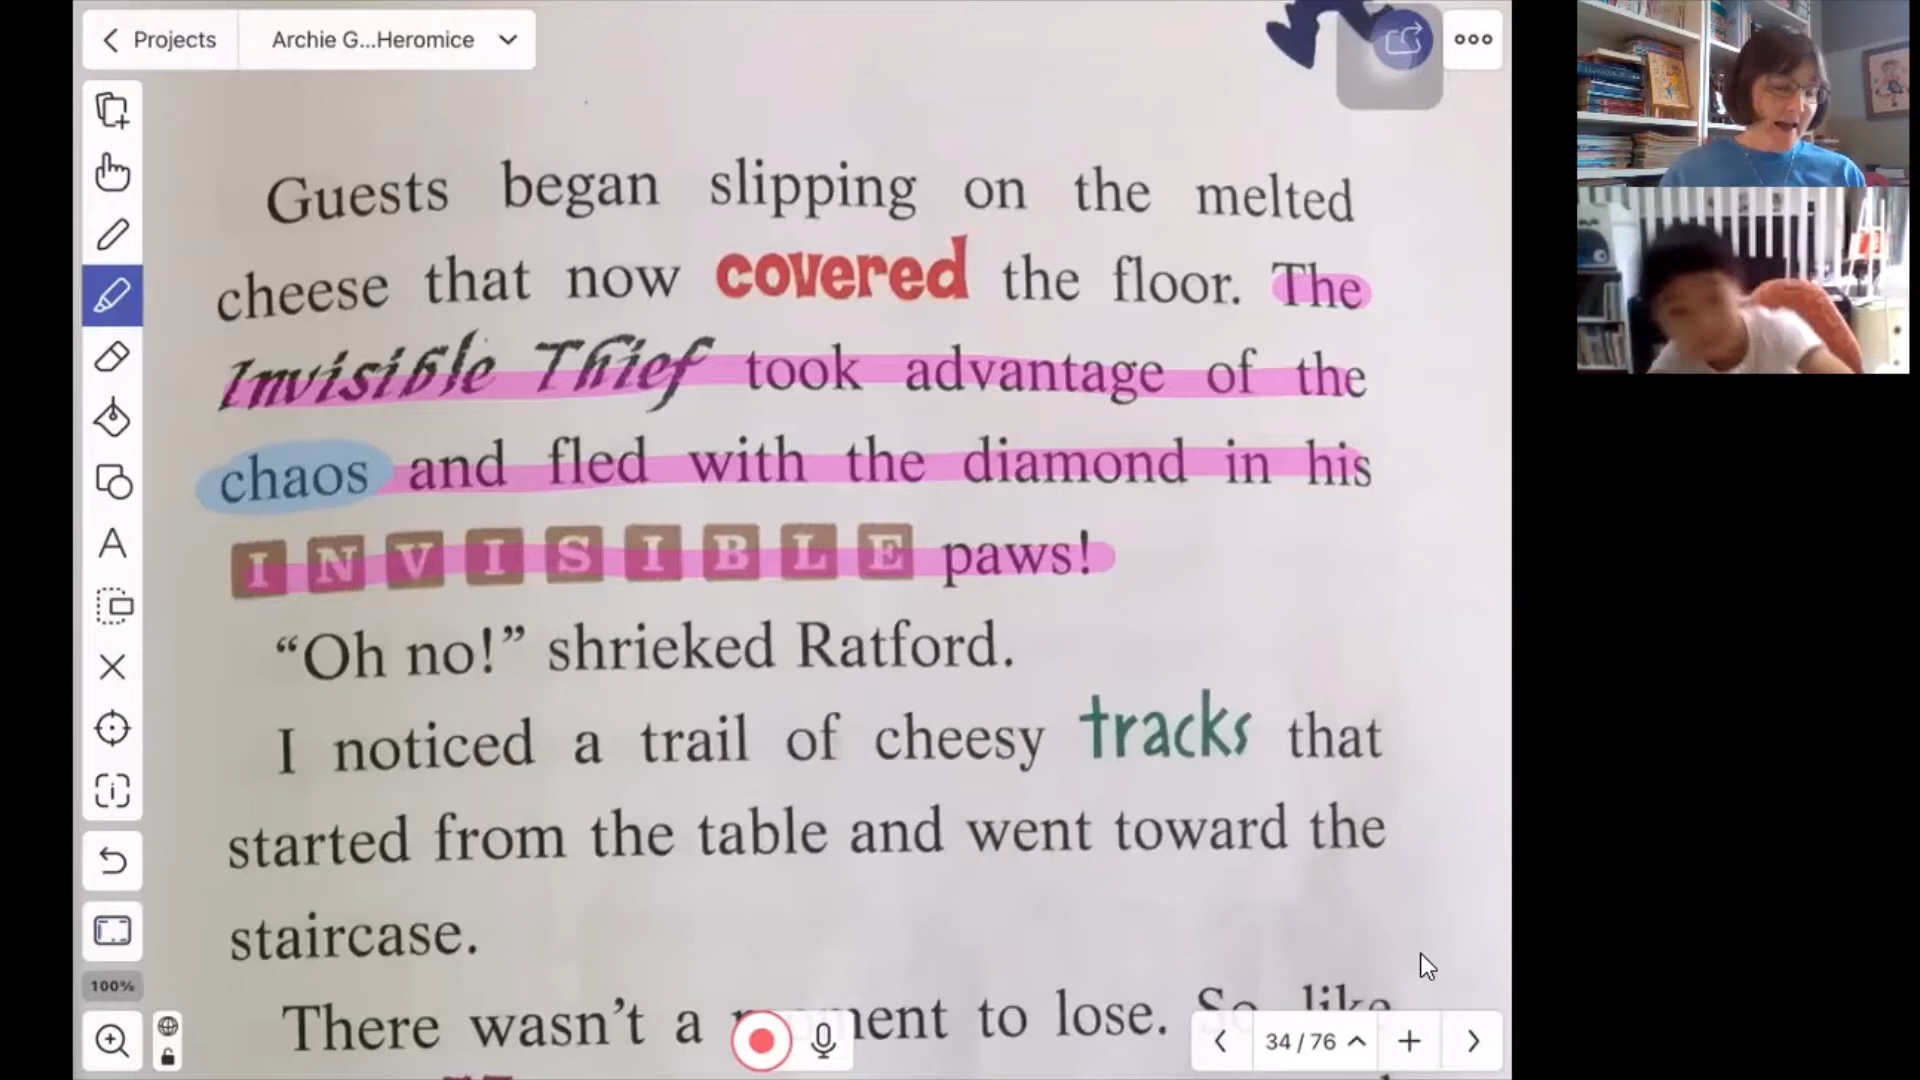 Projects
Archie G...Heromice
Guests began slipping on the melted
cheese that now covered the floor. The
Invisible Thief took advantage of the
chaos and fled with the diamond in his
INVISIBLE paws!
“Oh no!” shrieked Ratford.
I noticed a trail of cheesy tracks that
started from the table and went toward the
staircase.
There wasn’t a ment to lose. So like
100%
34 / 76